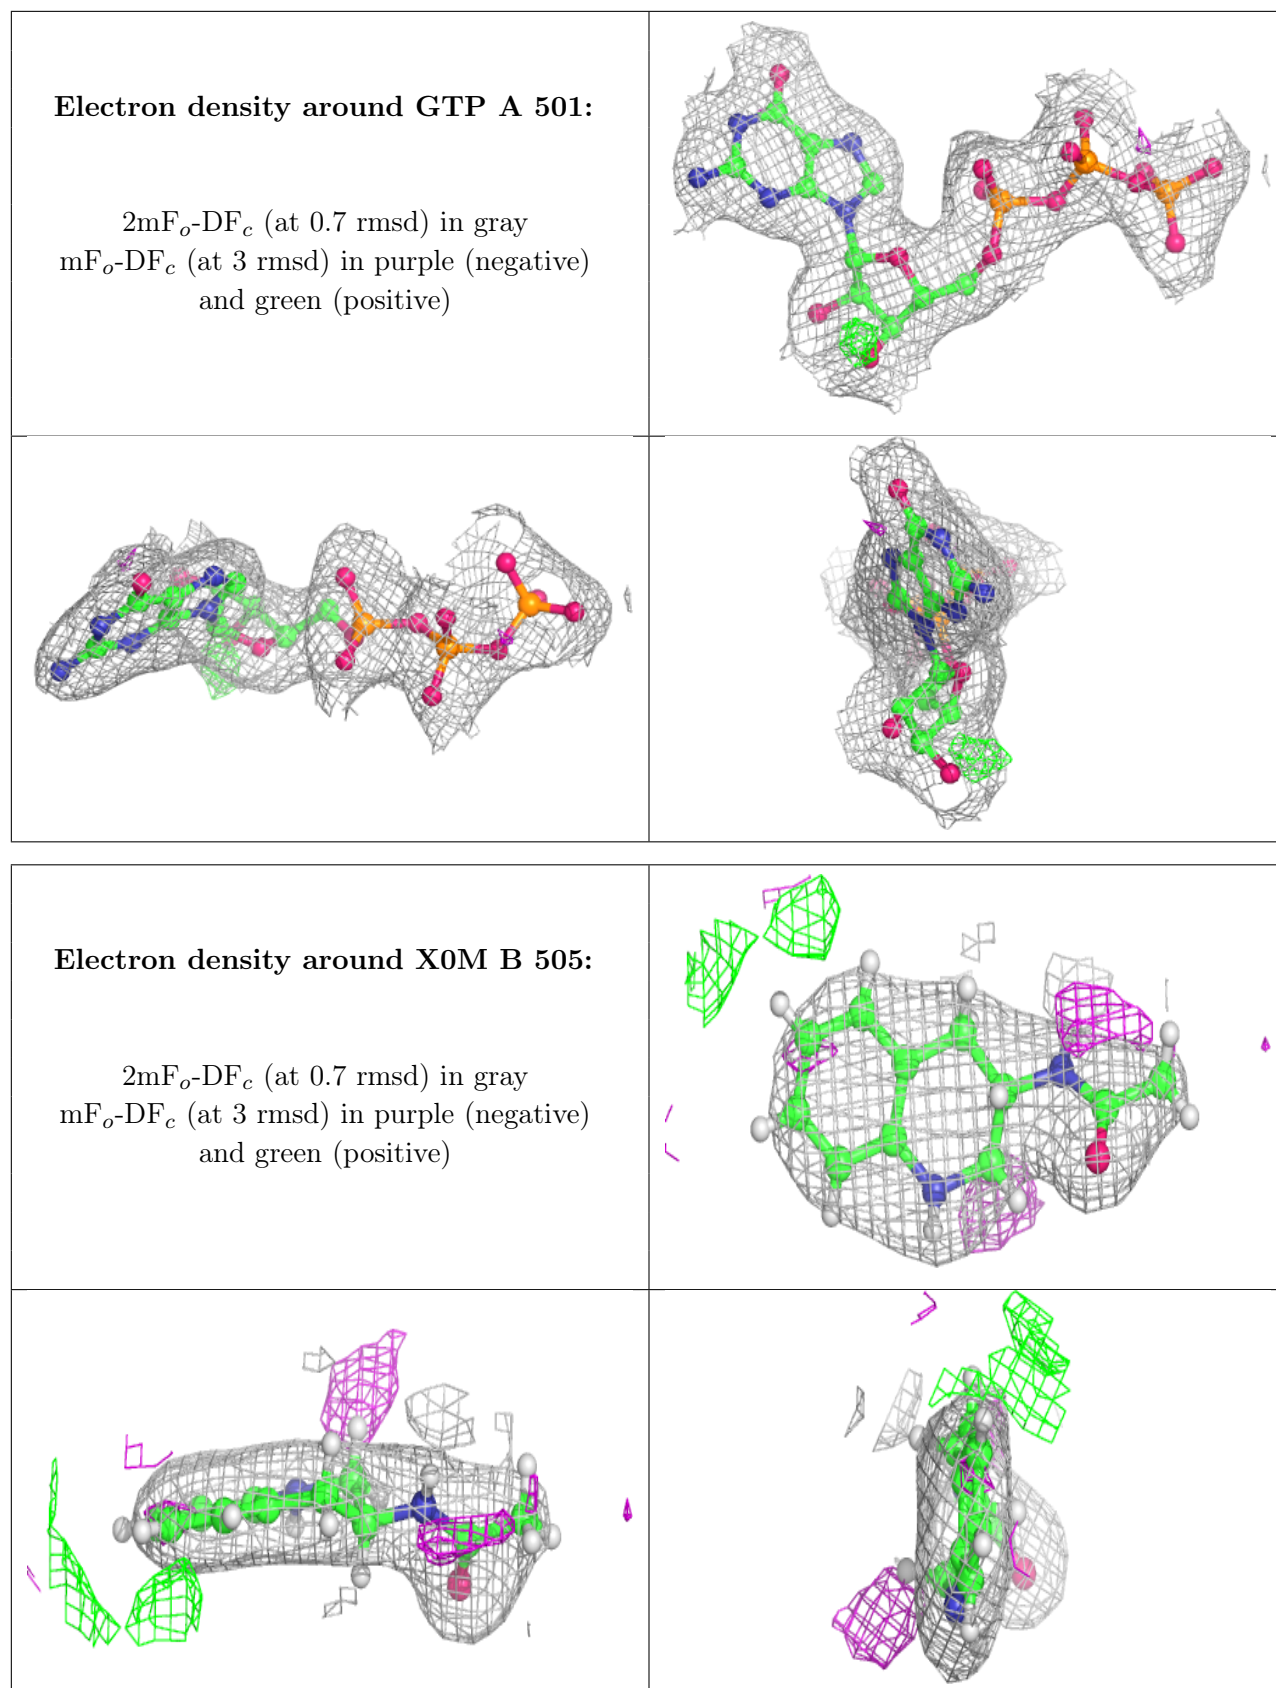 Electron density around GTP A 501:
2mFₒ-DF𝒸 (at 0.7 rmsd) in gray
mFₒ-DF𝒸 (at 3 rmsd) in purple (negative)
and green (positive)
Electron density around X0M B 505:
2mFₒ-DF𝒸 (at 0.7 rmsd) in gray
mFₒ-DF𝒸 (at 3 rmsd) in purple (negative)
and green (positive)